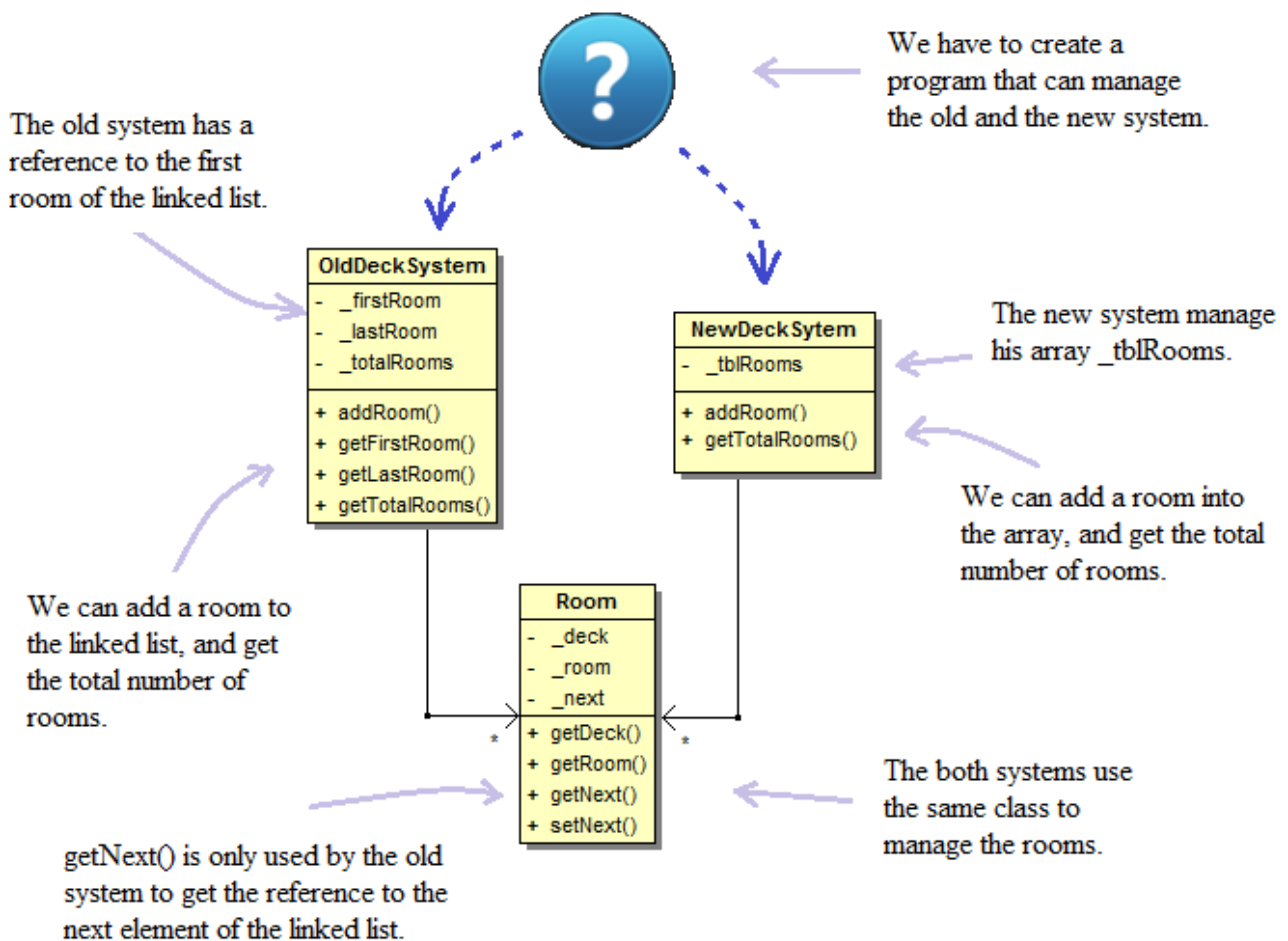 ?
We have to create a
program that can manage
the old and the new system.
The old system has a
reference to the first
room of the linked list.
OldDeckSystem
- _firstRoom
- _lastRoom
- _totalRooms
+ addRoom()
+ getFirstRoom()
+ getLastRoom()
+ getTotalRooms()
NewDeckSytem
- _tblRooms
+ addRoom()
+ getTotalRooms()
The new system manage
his array _tblRooms.
We can add a room into
the array, and get the total
number of rooms.
We can add a room to
the linked list, and get
the total number of
rooms.
Room
- _deck
- _room
- _next
+ getDeck()
+ getRoom()
+ getNext()
+ setNext()
*
*
The both systems use
the same class to
manage the rooms.
getNext() is only used by the old
system to get the reference to the
next element of the linked list.